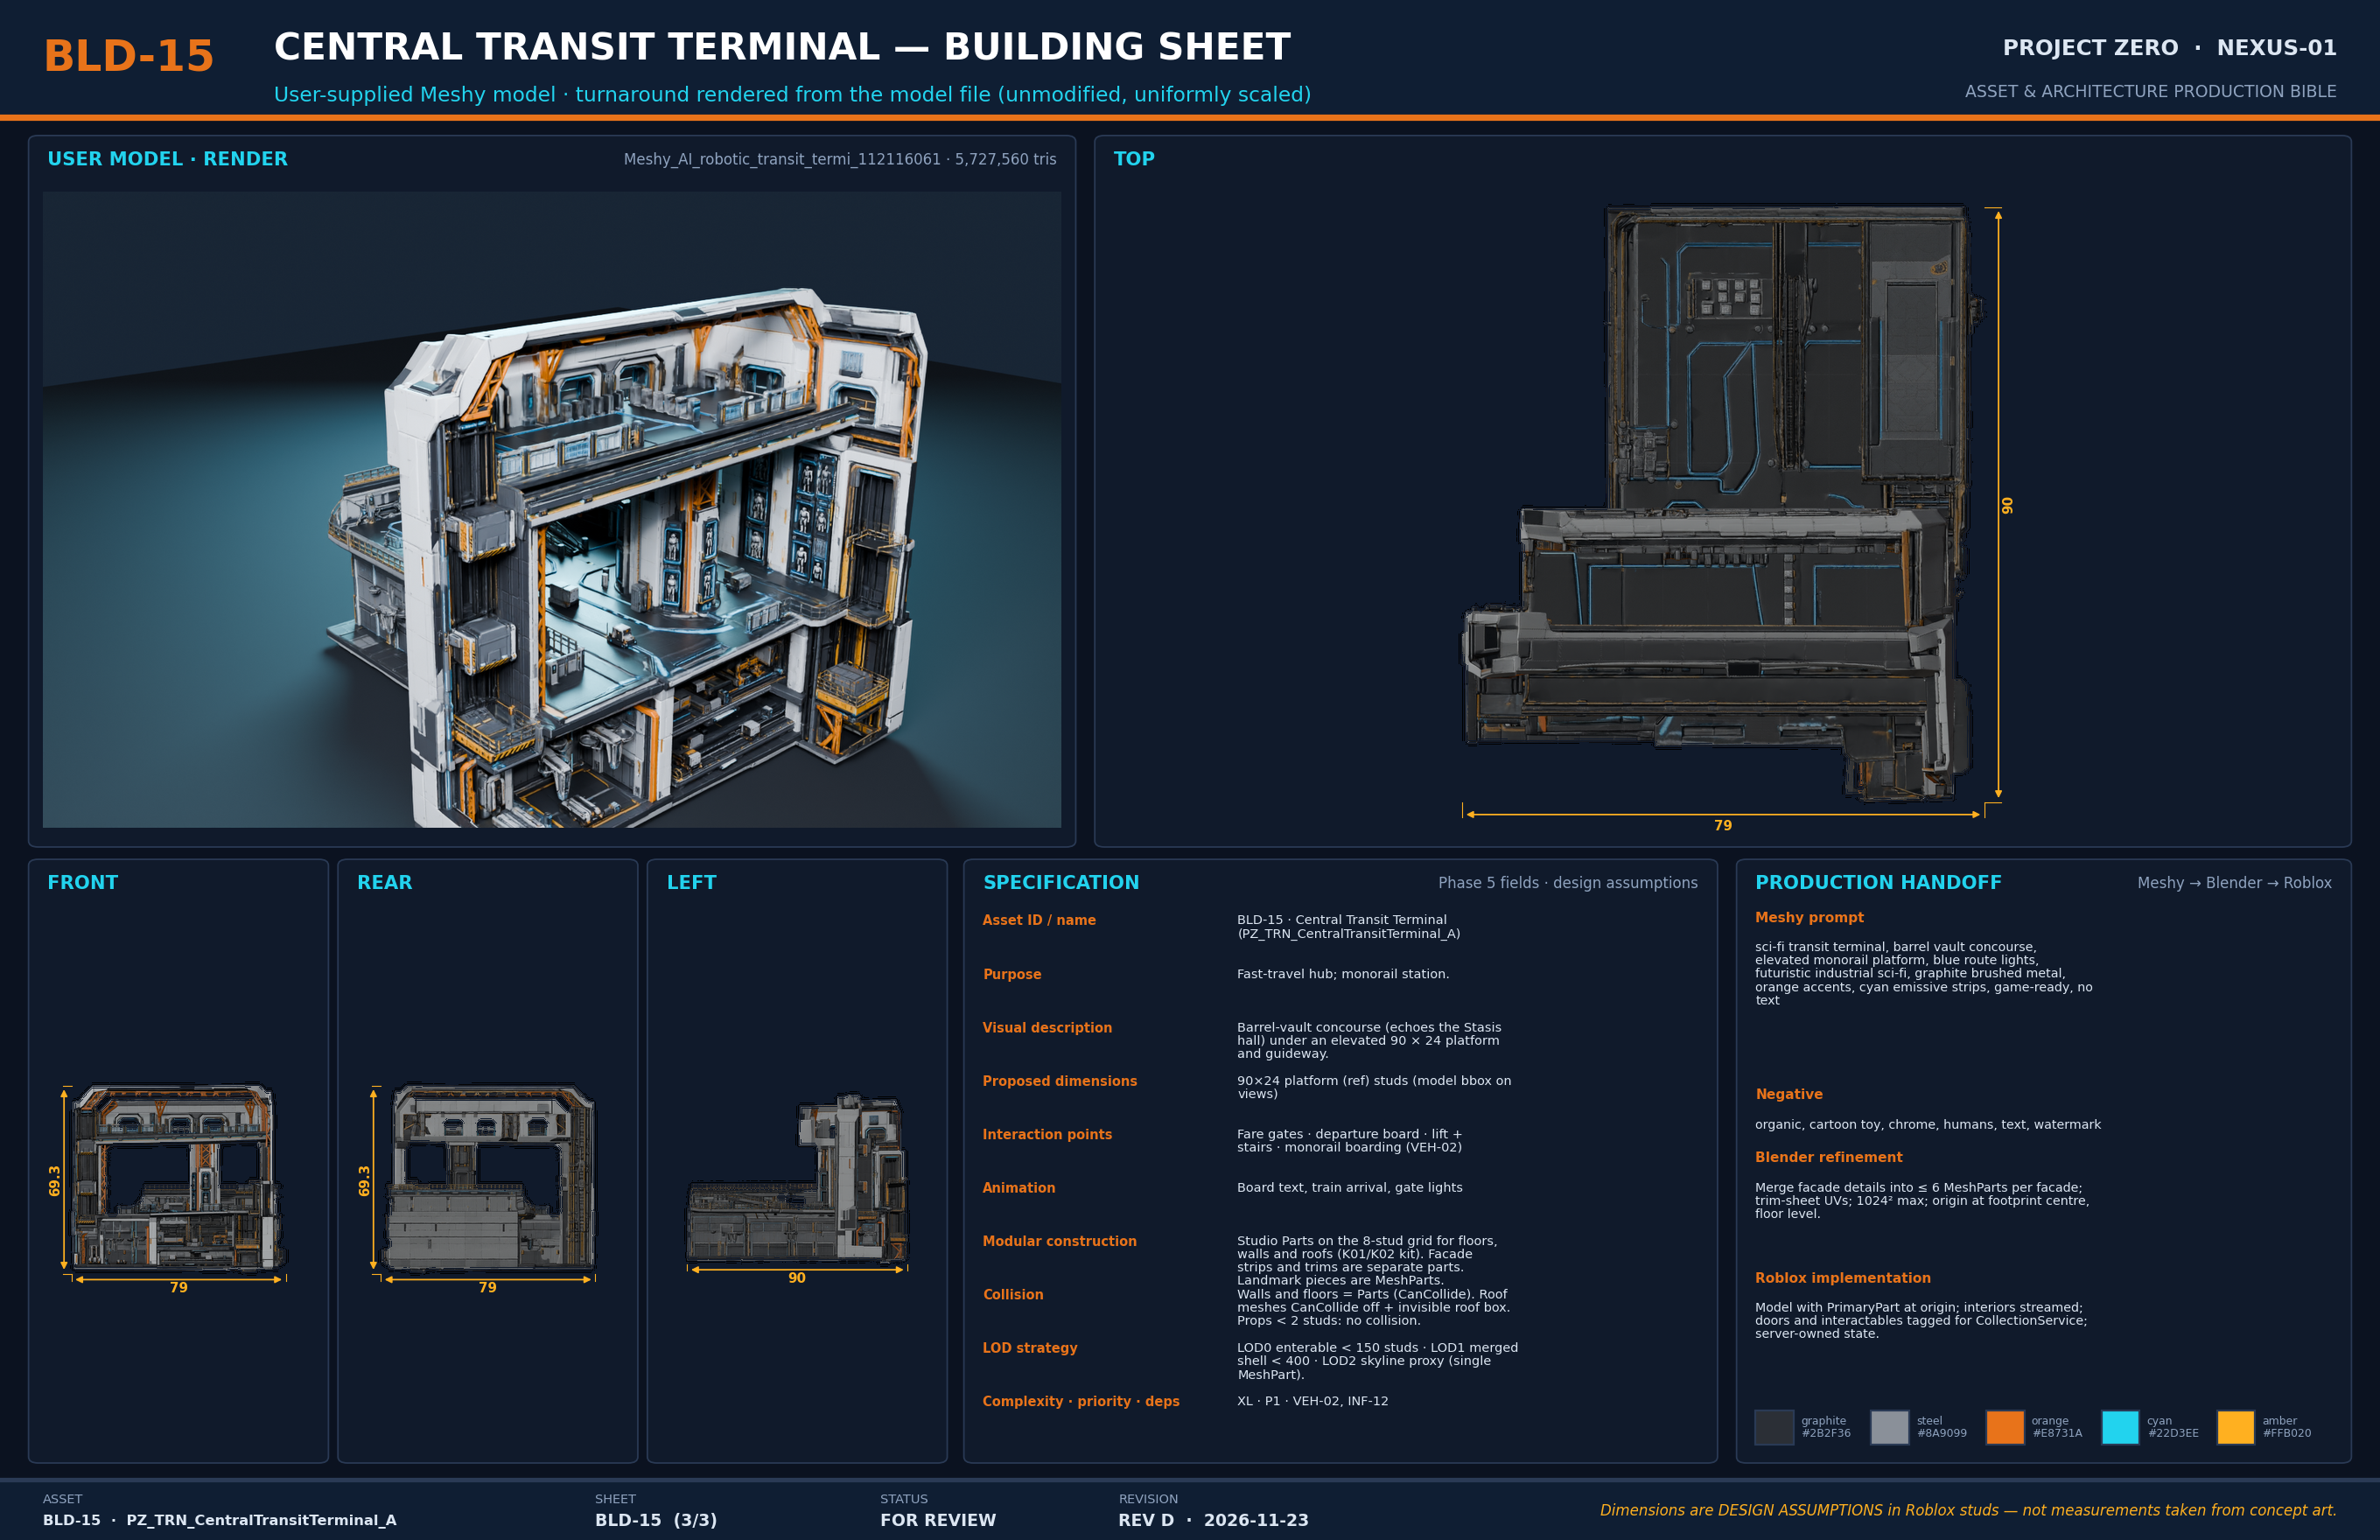 BLD-15
CENTRAL TRANSIT TERMINAL — BUILDING SHEET
User-supplied Meshy model · turnaround rendered from the model file (unmodified, uniformly scaled)
PROJECT ZERO · NEXUS-01
ASSET & ARCHITECTURE PRODUCTION BIBLE
USER MODEL · RENDER
Meshy_AI_robotic_transit_termi_112116061 · 5,727,560 tris
TOP
90
79
FRONT
69.3
79
REAR
69.3
79
LEFT
90
SPECIFICATION
Phase 5 fields · design assumptions
Asset ID / name
BLD-15 · Central Transit Terminal
(PZ_TRN_CentralTransitTerminal_A)
Purpose
Fast-travel hub; monorail station.
Visual description
Barrel-vault concourse (echoes the Stasis
hall) under an elevated 90 × 24 platform
and guideway.
Proposed dimensions
90×24 platform (ref) studs (model bbox on
views)
Interaction points
Fare gates · departure board · lift +
stairs · monorail boarding (VEH-02)
Animation
Board text, train arrival, gate lights
Modular construction
Studio Parts on the 8-stud grid for floors,
walls and roofs (K01/K02 kit). Facade
strips and trims are separate parts.
Landmark pieces are MeshParts.
Collision
Walls and floors = Parts (CanCollide). Roof
meshes CanCollide off + invisible roof box.
Props < 2 studs: no collision.
LOD strategy
LOD0 enterable < 150 studs · LOD1 merged
shell < 400 · LOD2 skyline proxy (single
MeshPart).
Complexity · priority · deps
XL · P1 · VEH-02, INF-12
PRODUCTION HANDOFF
Meshy → Blender → Roblox
Meshy prompt
sci-fi transit terminal, barrel vault concourse,
elevated monorail platform, blue route lights,
futuristic industrial sci-fi, graphite brushed metal,
orange accents, cyan emissive strips, game-ready, no
text
Negative
organic, cartoon toy, chrome, humans, text, watermark
Blender refinement
Merge facade details into ≤ 6 MeshParts per facade;
trim-sheet UVs; 1024² max; origin at footprint centre,
floor level.
Roblox implementation
Model with PrimaryPart at origin; interiors streamed;
doors and interactables tagged for CollectionService;
server-owned state.
graphite
#2B2F36
steel
#8A9099
orange
#E8731A
cyan
#22D3EE
amber
#FFB020
ASSET
BLD-15 · PZ_TRN_CentralTransitTerminal_A
SHEET
BLD-15 (3/3)
STATUS
FOR REVIEW
REVISION
REV D · 2026-11-23
Dimensions are DESIGN ASSUMPTIONS in Roblox studs — not measurements taken from concept art.